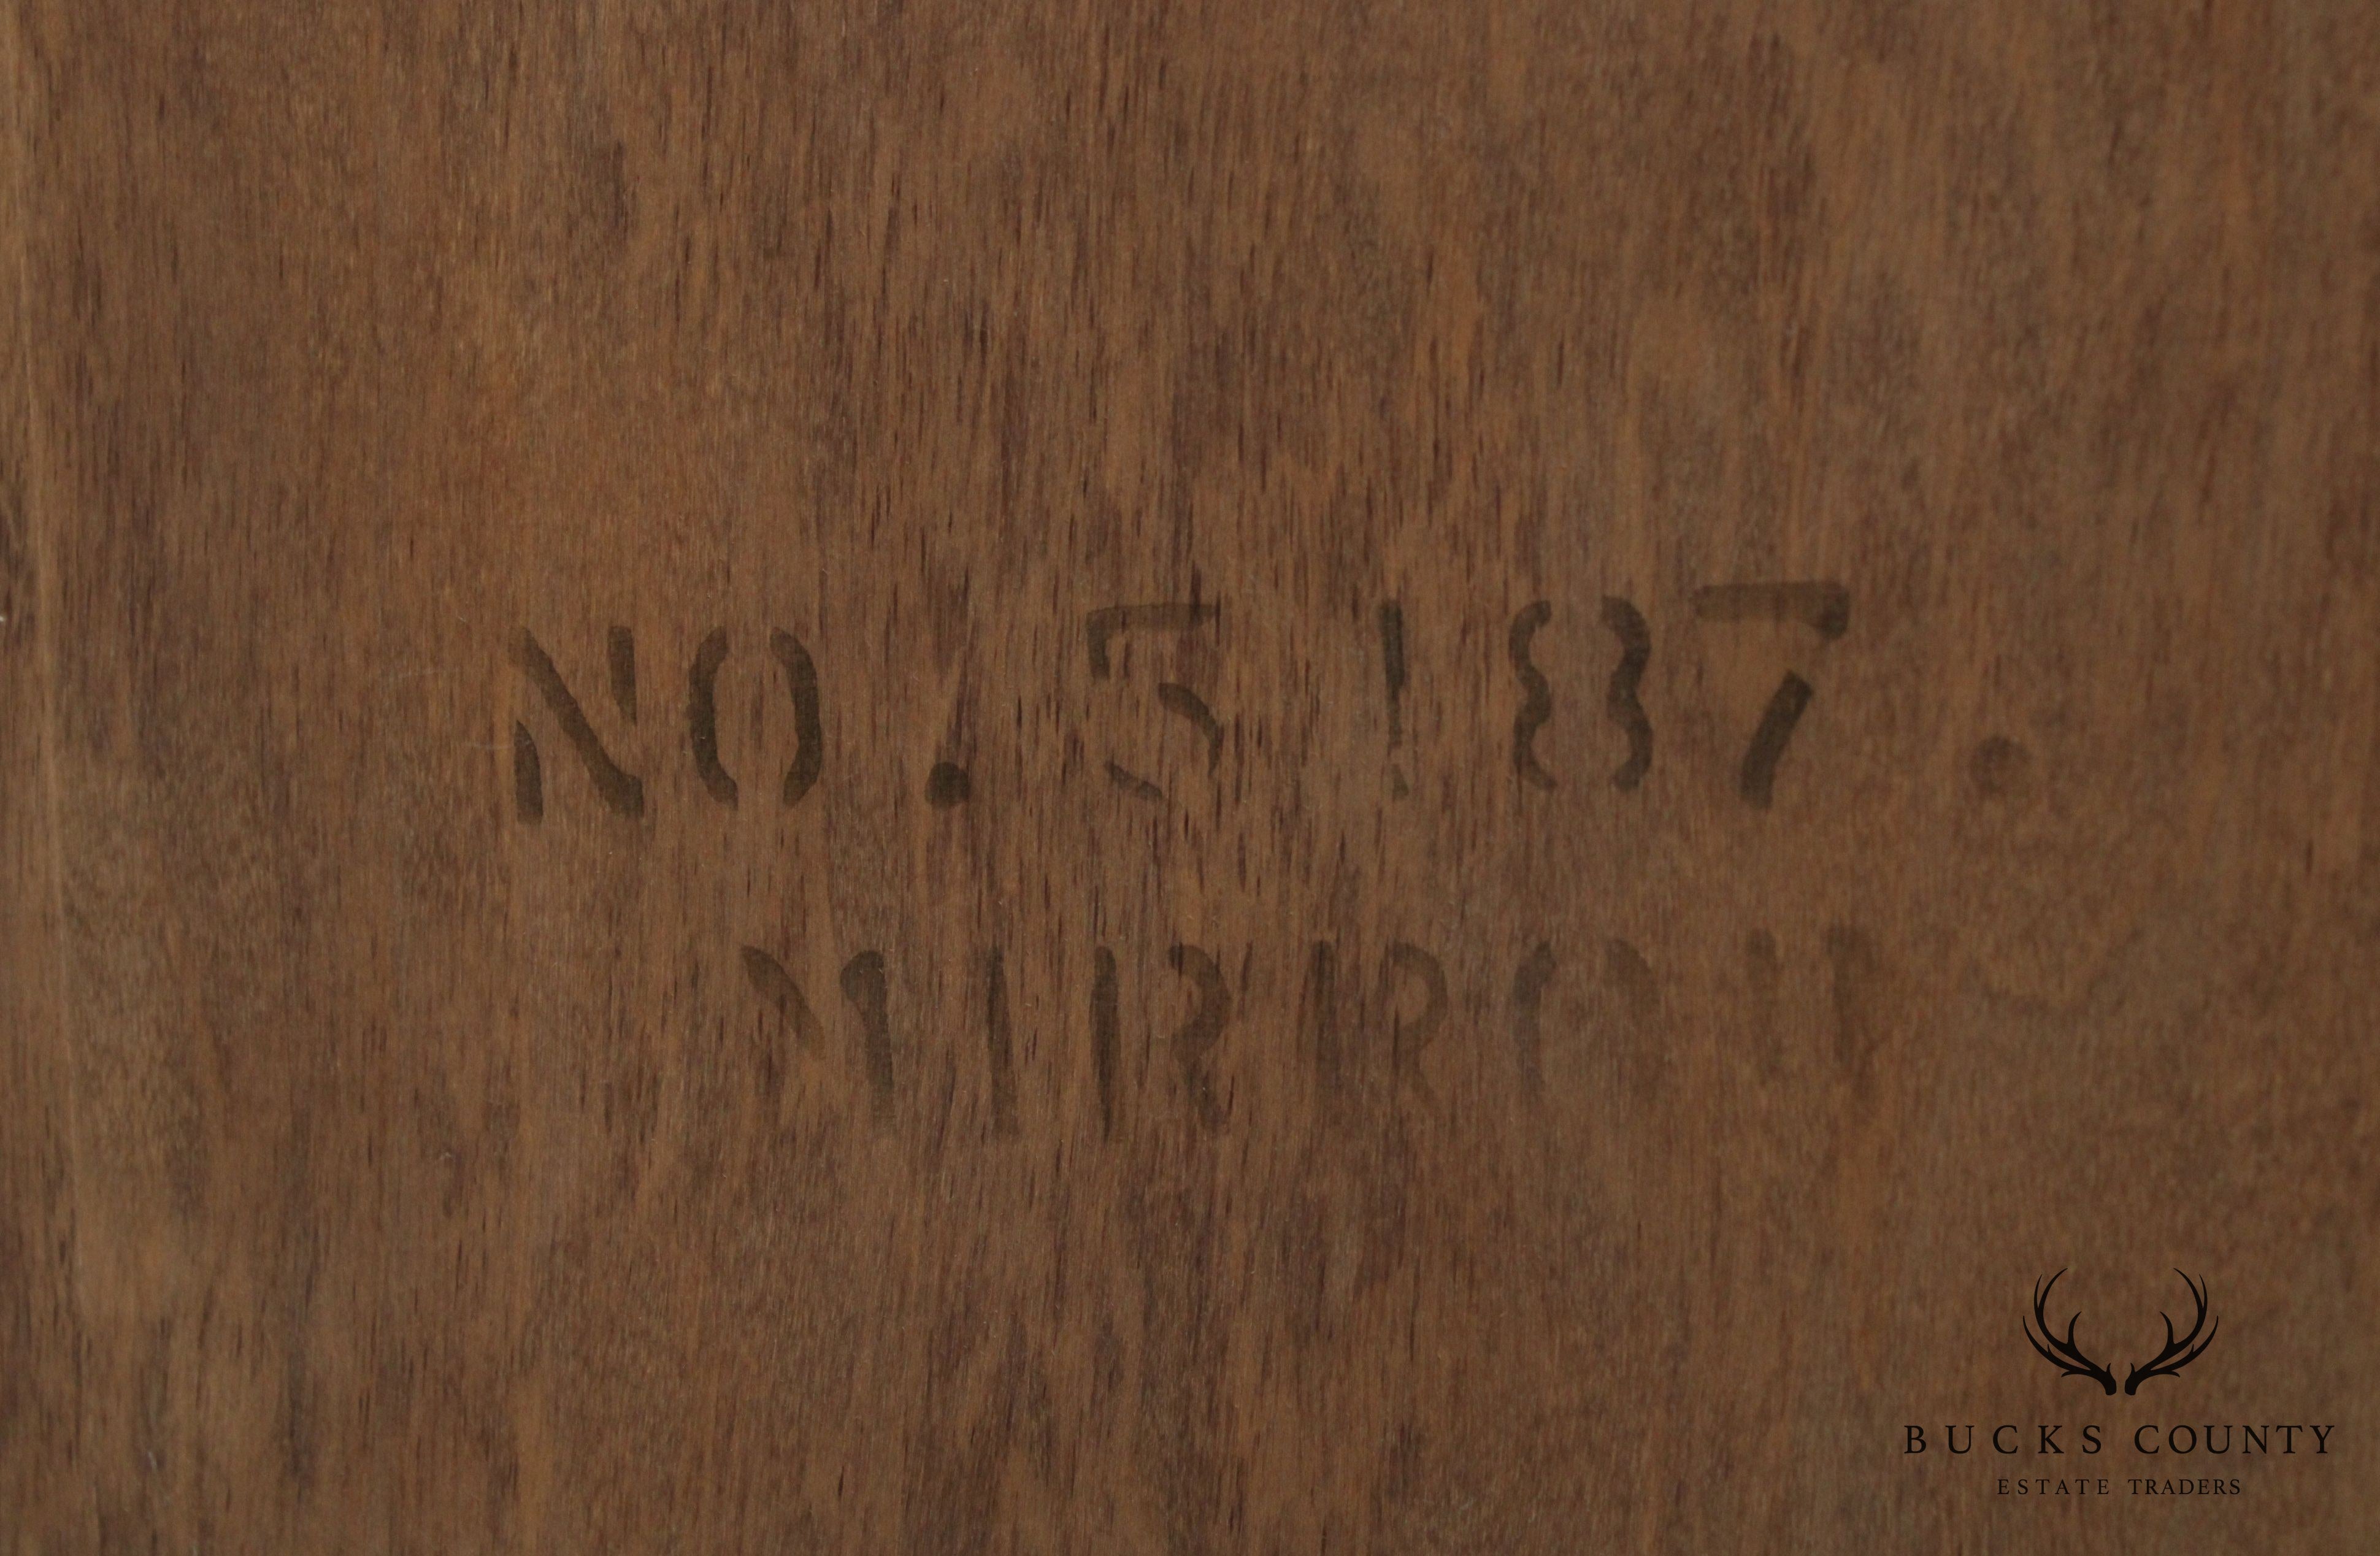 NO. 5187.
MIRROR
BUCKS COUNTY
ESTATE TRADERS